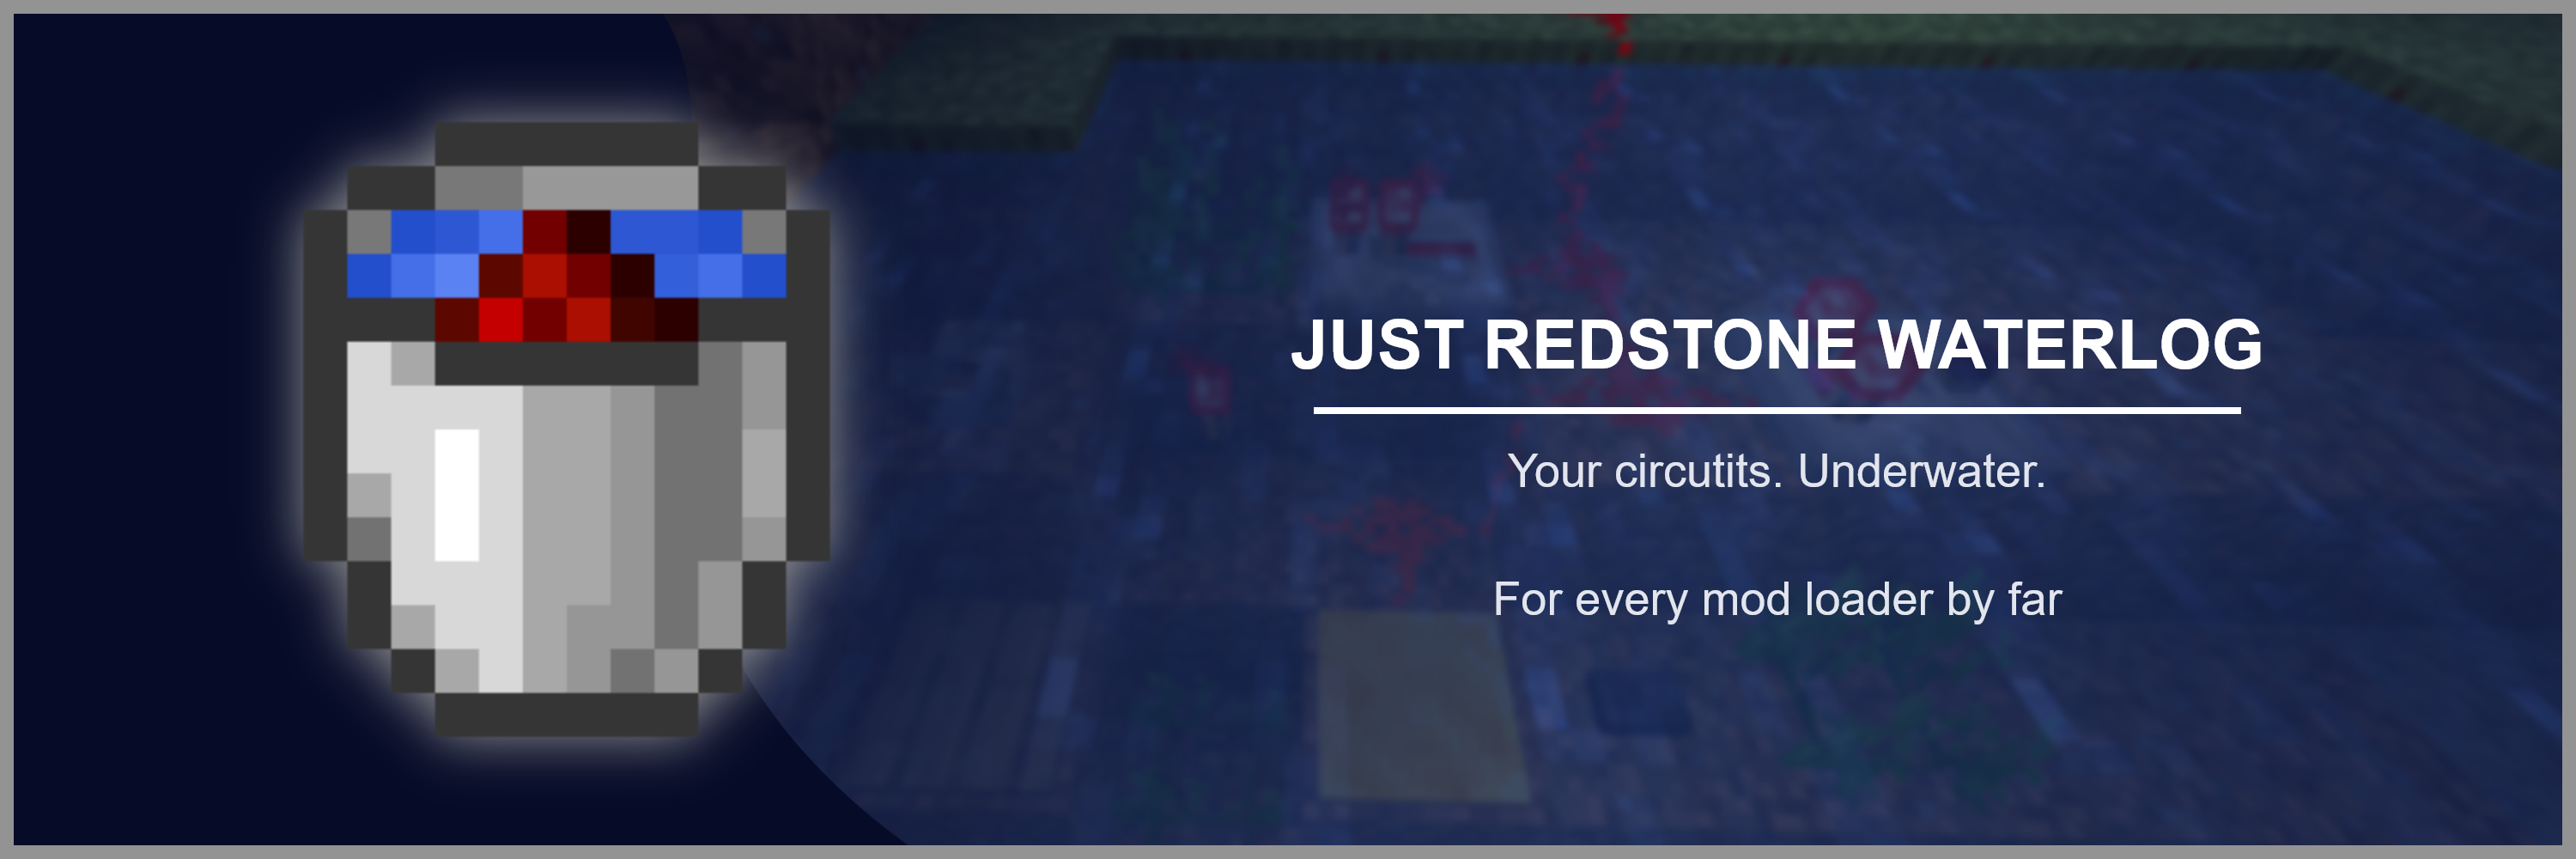 JUST REDSTONE WATERLOG
Your circutits. Underwater.
For every mod loader by far